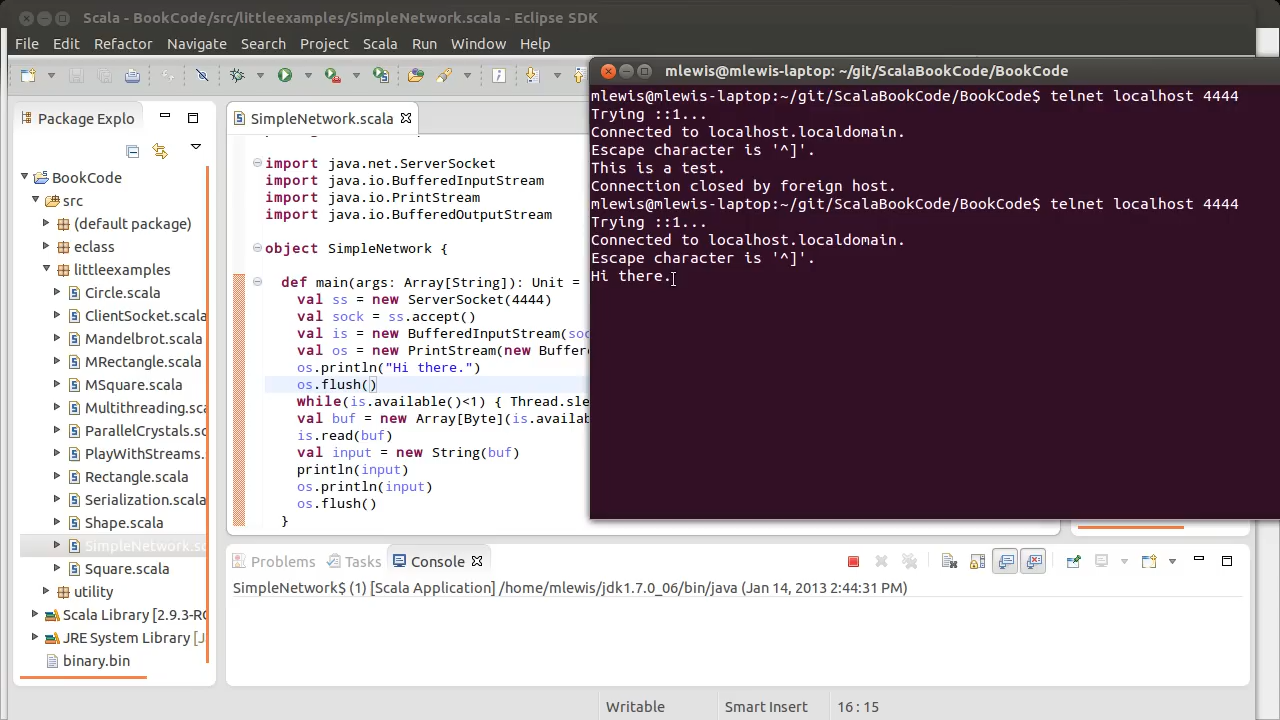 Scala - BookCode/src/littleexamples/SimpleNetwork.scala - Eclipse SDK
File Edit Refactor Navigate Search Project Scala Run Window Help
Package Explo
BookCode
src
(default package)
eclass
littleexamples
Circle.scala
ClientSocket.scala
Mandelbrot.scala
MRectangle.scala
MSquare.scala
Multithreading.sca
ParallelCrystals.sc
PlayWithStreams.
Rectangle.scala
Serialization.scala
Shape.scala
SimpleNetwork.sc
Square.scala
utility
Scala Library [2.9.3-RC
JRE System Library [J
binary.bin
SimpleNetwork.scala
import java.net.ServerSocket
import java.io.BufferedInputStream
import java.io.PrintStream
import java.io.BufferedOutputStream
object SimpleNetwork {
def main(args: Array[String]): Unit =
val ss = new ServerSocket(4444)
val sock = ss.accept()
val is = new BufferedInputStream(soc
val os = new PrintStream(new Buffere
os.println("Hi there.")
os.flush()
while(is.available()<1) { Thread.sle
val buf = new Array[Byte](is.availab
is.read(buf)
val input = new String(buf)
println(input)
os.println(input)
os.flush()
}
mlewis@mlewis-laptop: ~/git/ScalaBookCode/BookCode
mlewis@mlewis-laptop:~/git/ScalaBookCode/BookCode$ telnet localhost 4444
Trying ::1...
Connected to localhost.localdomain.
Escape character is '^]'.
This is a test.
Connection closed by foreign host.
mlewis@mlewis-laptop:~/git/ScalaBookCode/BookCode$ telnet localhost 4444
Trying ::1...
Connected to localhost.localdomain.
Escape character is '^]'.
Hi there.
Problems Tasks Console
SimpleNetwork$ (1) [Scala Application] /home/mlewis/jdk1.7.0_06/bin/java (Jan 14, 2013 2:44:31 PM)
Writable Smart Insert 16 : 15